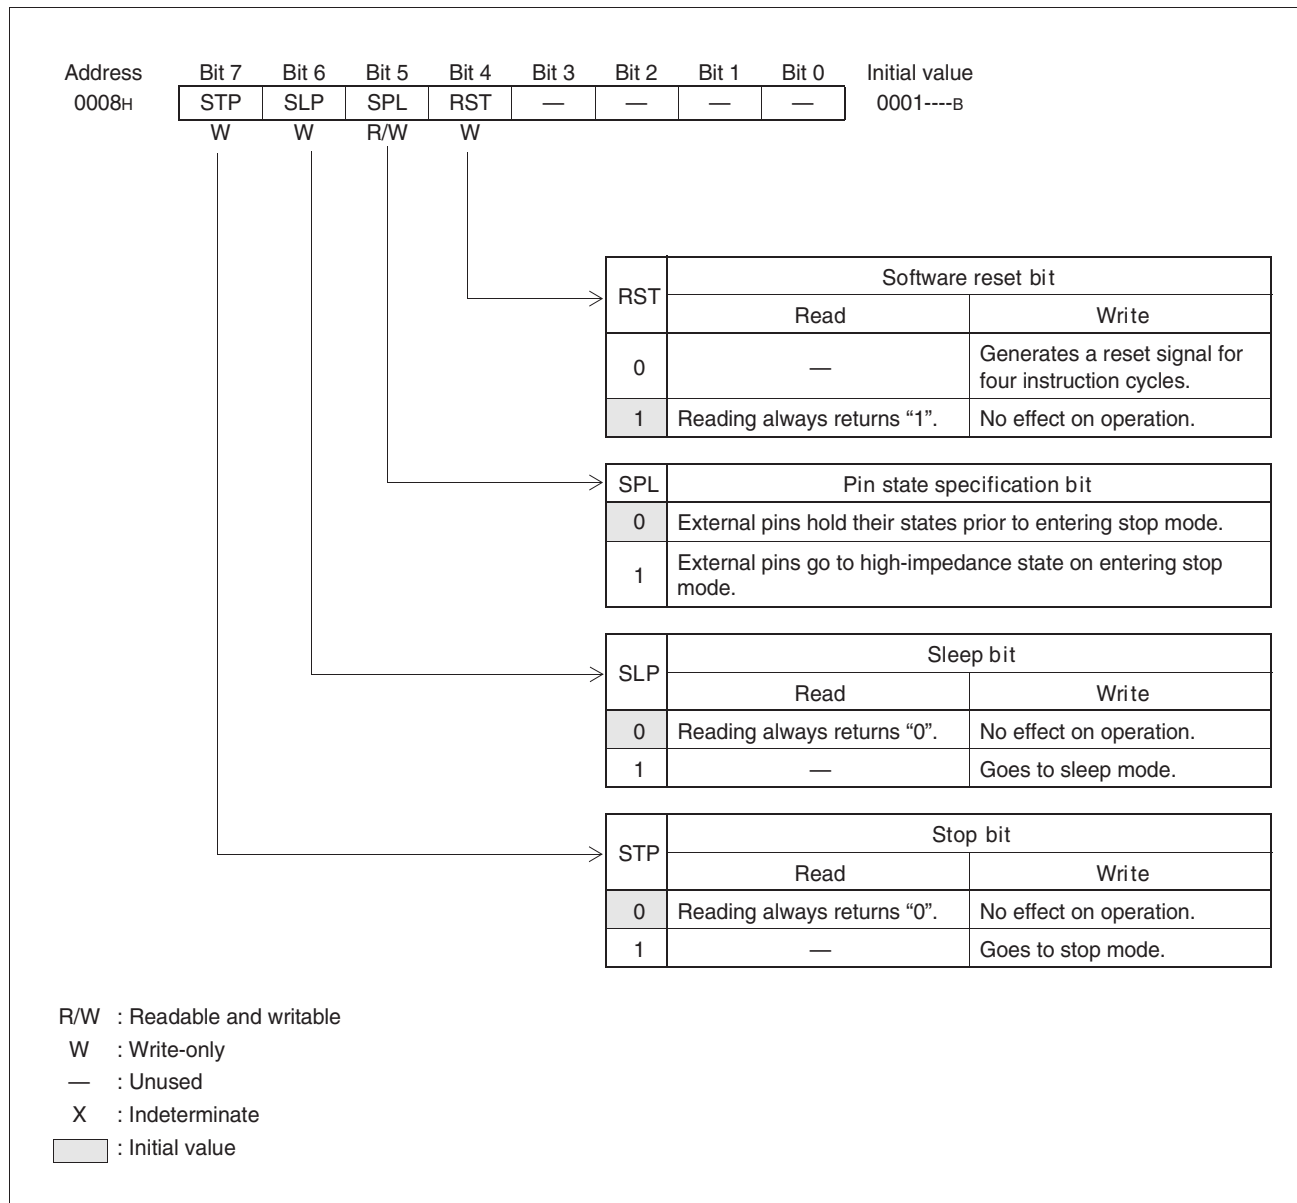 Address Bit 7 Bit 6 Bit 5 Bit 4 Bit 3 Bit 2 Bit 1 Bit 0 Initial value
0008H STP SLP SPL RST — — — — 0001----B
W W R/W W
RST Software reset bit
Read Write
0 — Generates a reset signal for
four instruction cycles.
1 Reading always returns “1”. No effect on operation.
SPL Pin state specification bit
0 External pins hold their states prior to entering stop mode.
1 External pins go to high-impedance state on entering stop
mode.
SLP Sleep bit
Read Write
0 Reading always returns “0”. No effect on operation.
1 — Goes to sleep mode.
STP Stop bit
Read Write
0 Reading always returns “0”. No effect on operation.
1 — Goes to stop mode.
R/W : Readable and writable
W : Write-only
— : Unused
X : Indeterminate
: Initial value